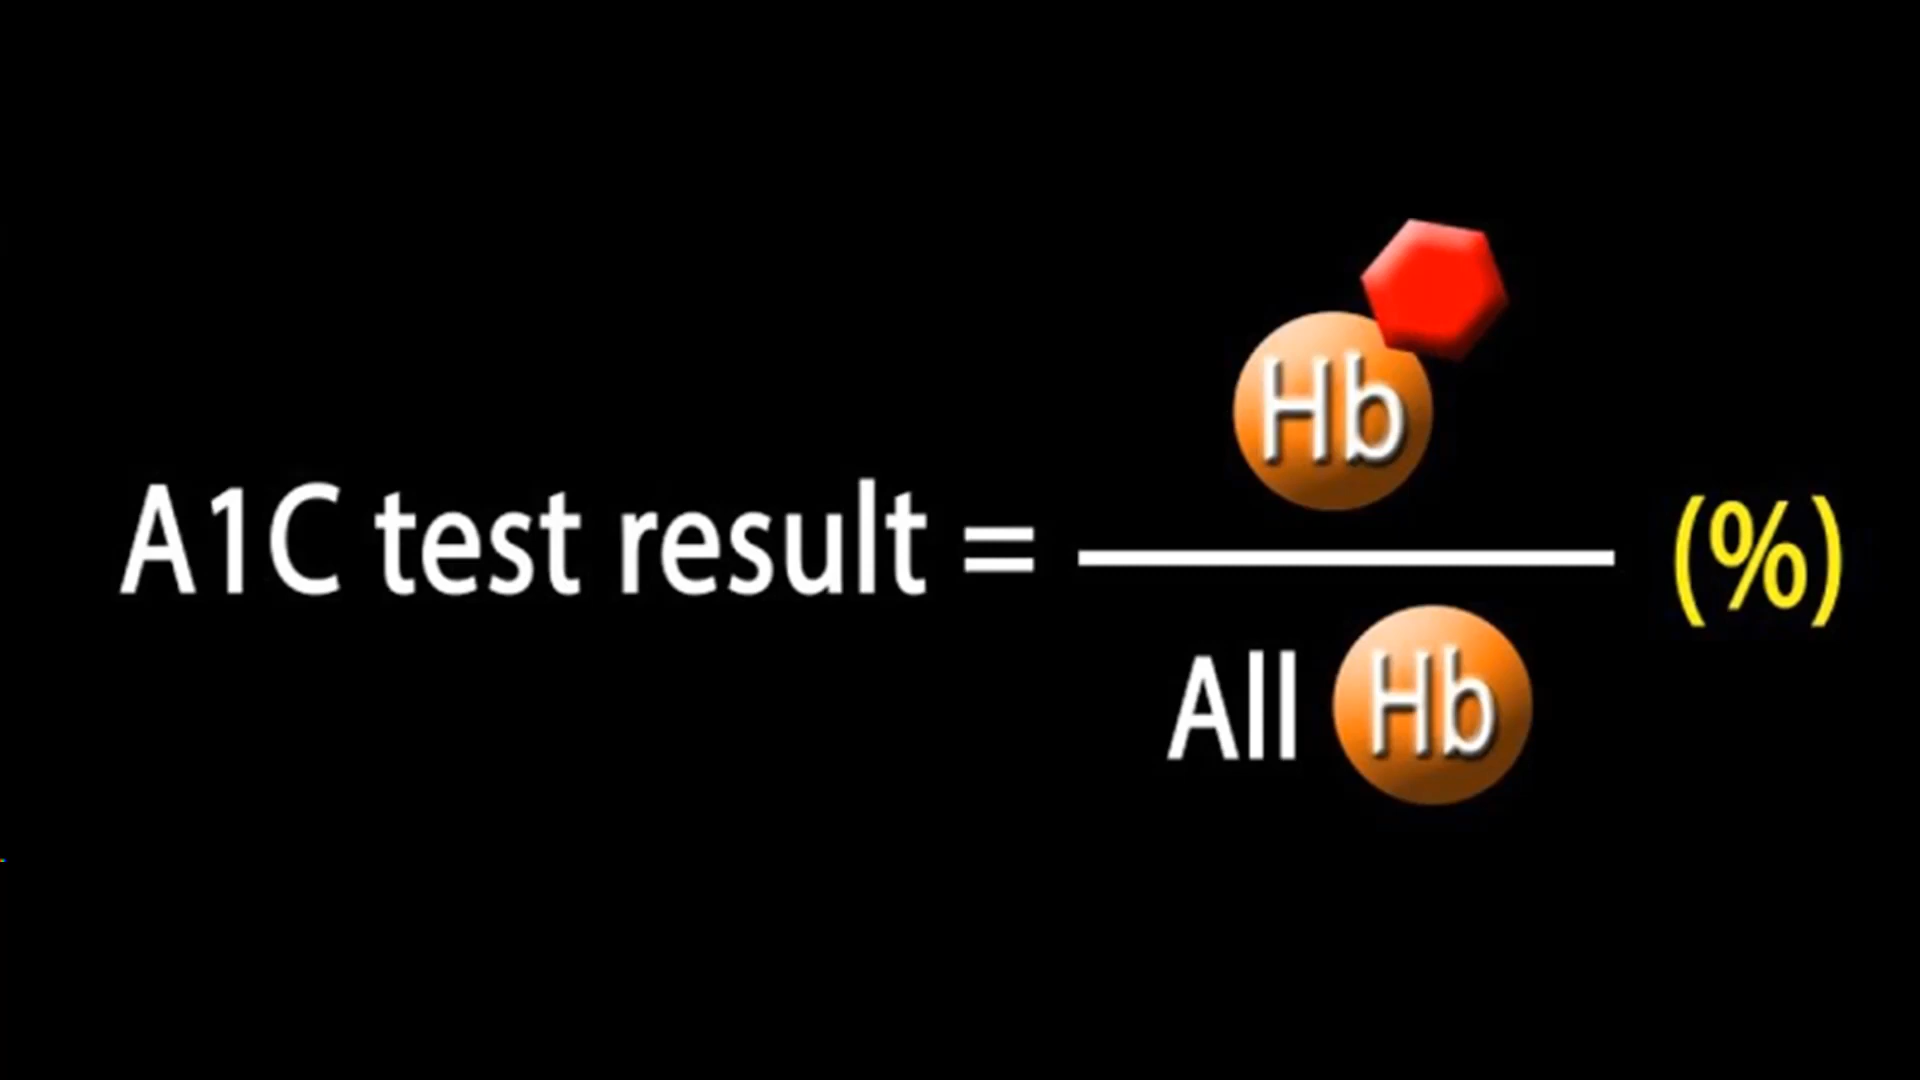 Hb
A1C test result = (%)
All Hb